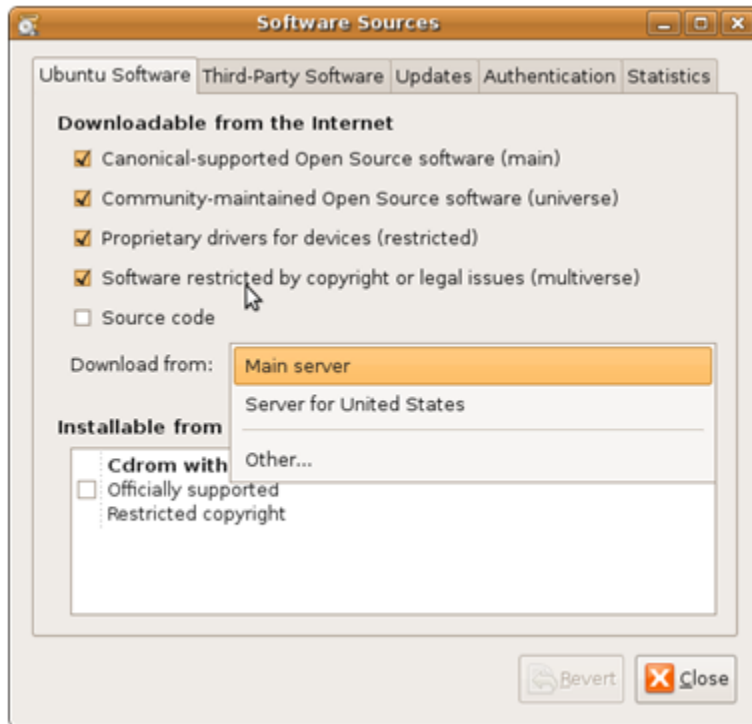 Software Sources
Ubuntu Software Third-Party Software Updates Authentication Statistics
Downloadable from the Internet
Canonical-supported Open Source software (main)
Community-maintained Open Source software (universe)
Proprietary drivers for devices (restricted)
Software restricted by copyright or legal issues (multiverse)
Source code
Download from: Main server
Server for United States
Other...
Installable from
Cdrom with
Officially supported
Restricted copyright
Revert Close